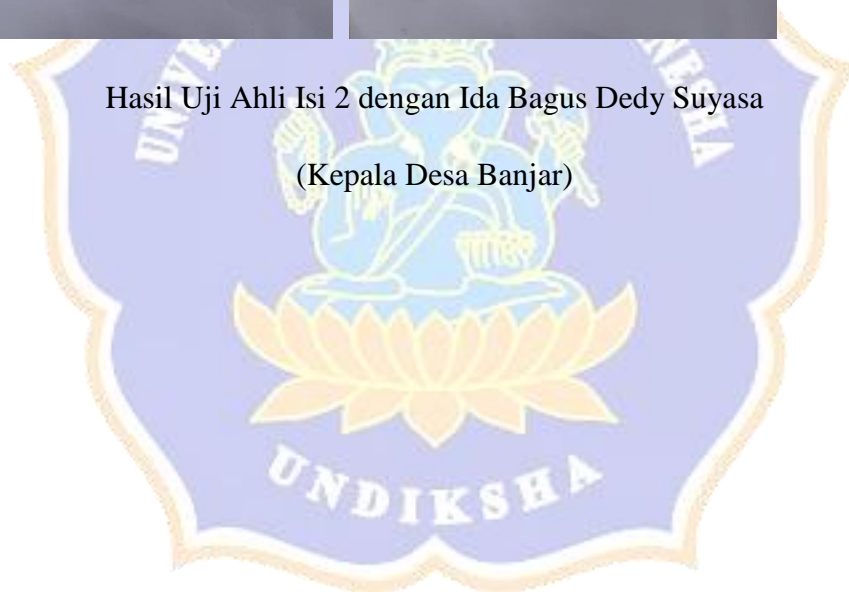 Hasil Uji Ahli Isi 2 dengan Ida Bagus Dedy Suyasa
(Kepala Desa Banjar)
UNDIKSHA